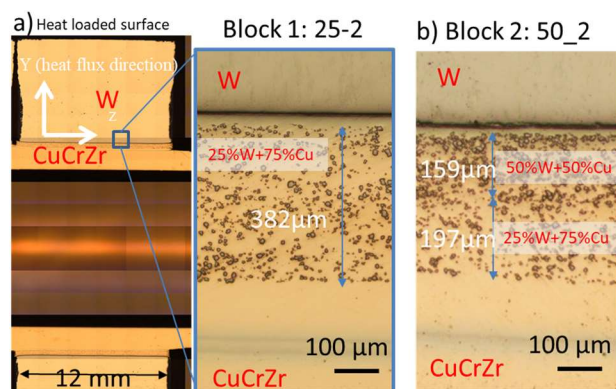 a) Heat loaded surface
Y (heat flux direction)
W
z
CuCrZr
12 mm
Block 1: 25-2
W
25%W+75%Cu
382µm
100 µm
CuCrZr
b) Block 2: 50_2
W
159µm
50%W+50%Cu
197µm
25%W+75%Cu
100 µm
CuCrZr